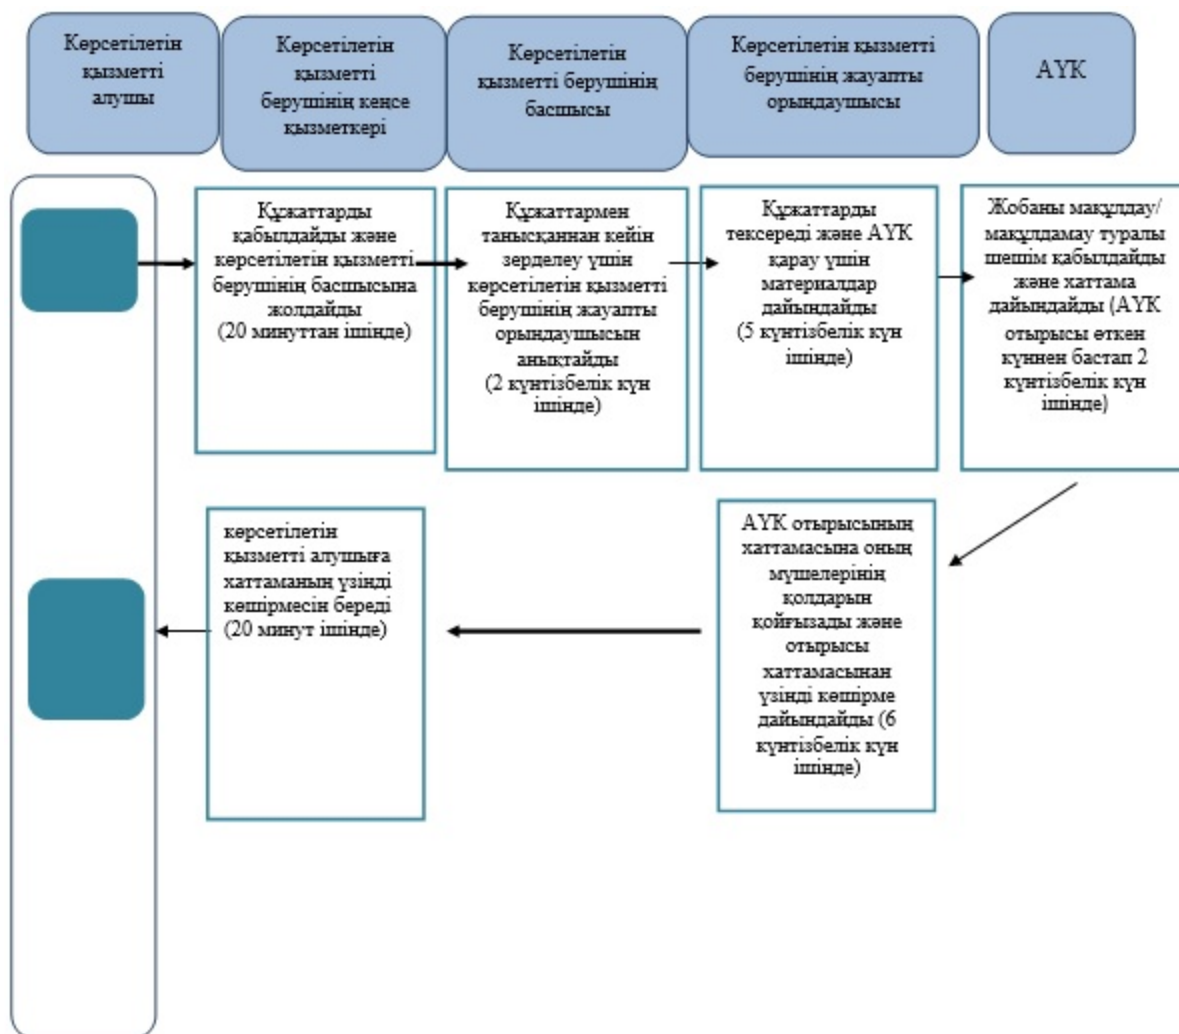 Көрсетілетін
қызметті
алушы
Көрсетілетін
қызметті
берушінің кеңсе
қызметкері
Көрсетілетін
қызметті берушінің
басшысы
Көрсетілетін қызметті
берушінің жауапты
орындаушысы
АҮК
Құжаттарды
қабылдайды және
көрсетілетін қызметті
берушінің басшысына
жолдайды
(20 минуттан ішінде)
Құжаттармен
танысқаннан кейін
зерделеу үшін
көрсетілетін қызметті
берушінің жауапты
орындаушысын
анықтайды
(2 күнтізбелік күн
ішінде)
Құжаттарды
тексереді және АҮК
қарау үшін
материалдар
дайындайды
(5 күнтізбелік күн
ішінде)
Жобаны мақұлдау/
мақұлдамау туралы
шешім қабылдайды
және хаттама
дайындайды (АҮК
отырысы өткен
күннен бастап 2
күнтізбелік күн
ішінде)
көрсетілетін
қызметті алушыға
хаттаманың үзінді
көшірмесін береді
(20 минут ішінде)
АҮК отырысының
хаттамасына оның
мүшелерінің
қолдарын
қойғызады және
отырысы
хаттамасынан
үзінді көшірме
дайындайды (6
күнтізбелік күн
ішінде)